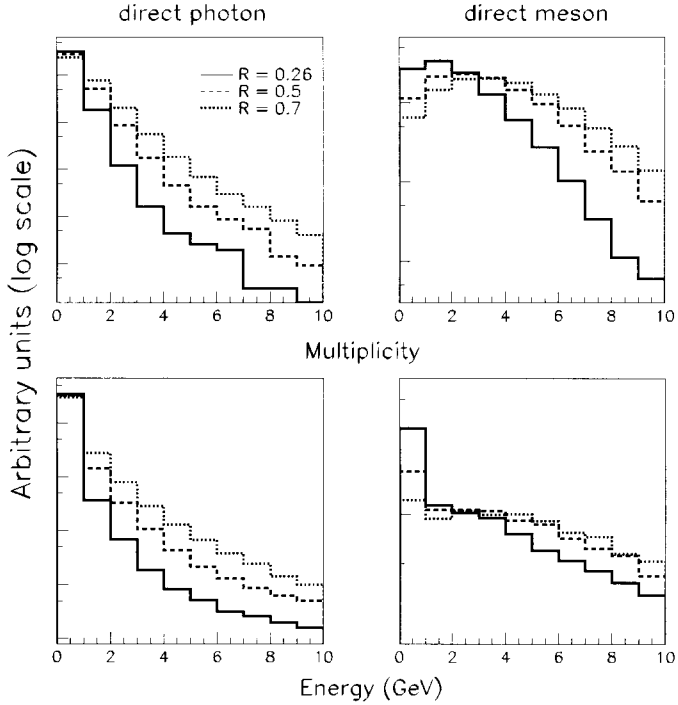 direct photon
direct meson
R = 0.26
R = 0.5
R = 0.7
0 2 4 6 8 10
0 2 4 6 8 10
Multiplicity
Arbitrary units (log scale)
0 2 4 6 8 10
0 2 4 6 8 10
Energy (GeV)